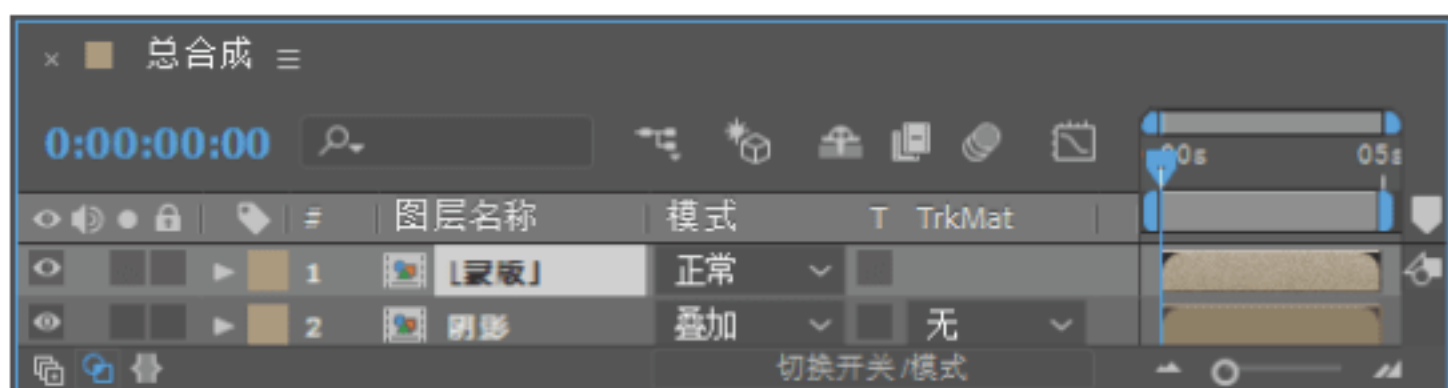 × 总合成 ≡
0:00:00:00
00s 05s
# 图层名称 模式 T TrkMat
1 [蒙版] 正常
2 阴影 叠加 无
切换开关/模式